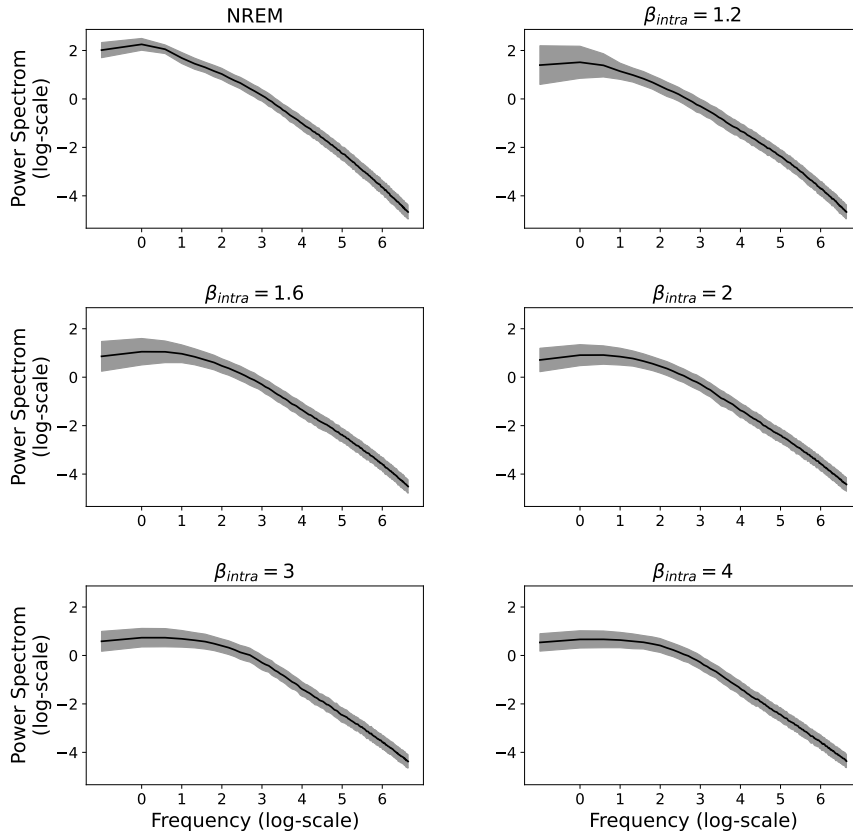 NREM
β_intra = 1.2
Power Spectrom
(log-scale)
2
0
−2
−4
0 1 2 3 4 5 6
2
0
−2
−4
0 1 2 3 4 5 6
β_intra = 1.6
β_intra = 2
Power Spectrom
(log-scale)
2
0
−2
−4
0 1 2 3 4 5 6
2
0
−2
−4
0 1 2 3 4 5 6
β_intra = 3
β_intra = 4
Power Spectrom
(log-scale)
2
0
−2
−4
0 1 2 3 4 5 6
Frequency (log-scale)
2
0
−2
−4
0 1 2 3 4 5 6
Frequency (log-scale)